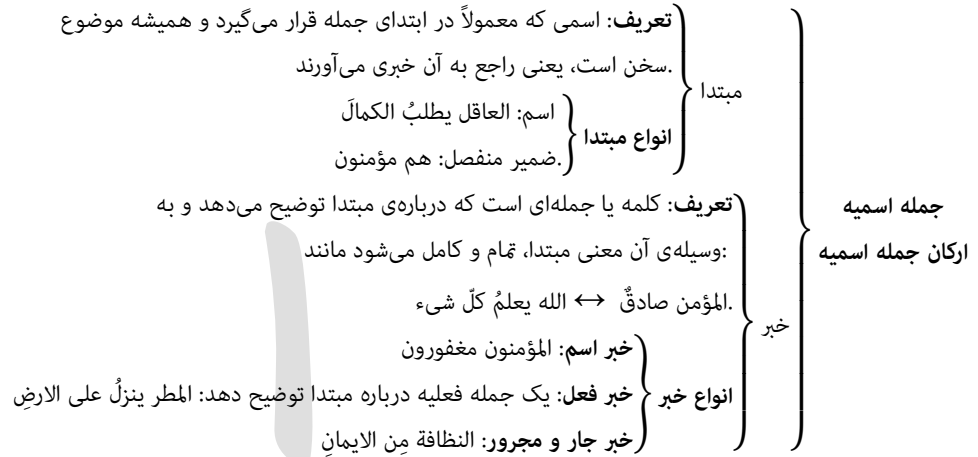 جمله اسمیه
ارکان جمله اسمیه
مبتدا
تعریف: اسمی که معمولاً در ابتدای جمله قرار می‌گیرد و همیشه موضوع
سخن است، یعنی راجع به آن خبری می‌آورند.
انواع مبتدا
اسم: العاقل یطلبُ الکمالَ
ضمیر منفصل: هم مؤمنون.
خبر
تعریف: کلمه یا جمله‌ای است که درباره‌ی مبتدا توضیح می‌دهد و به
وسیله‌ی آن معنی مبتدا، تمام و کامل می‌شود مانند:
المؤمن صادقٌ ↔ الله یعلمُ کلّ شیء.
انواع خبر
خبر اسم: المؤمنون مغفورون
خبر فعل: یک جمله فعلیه درباره مبتدا توضیح دهد: المطر ینزلُ علی الارضِ
خبر جار و مجرور: النظافة مِن الایمانِ